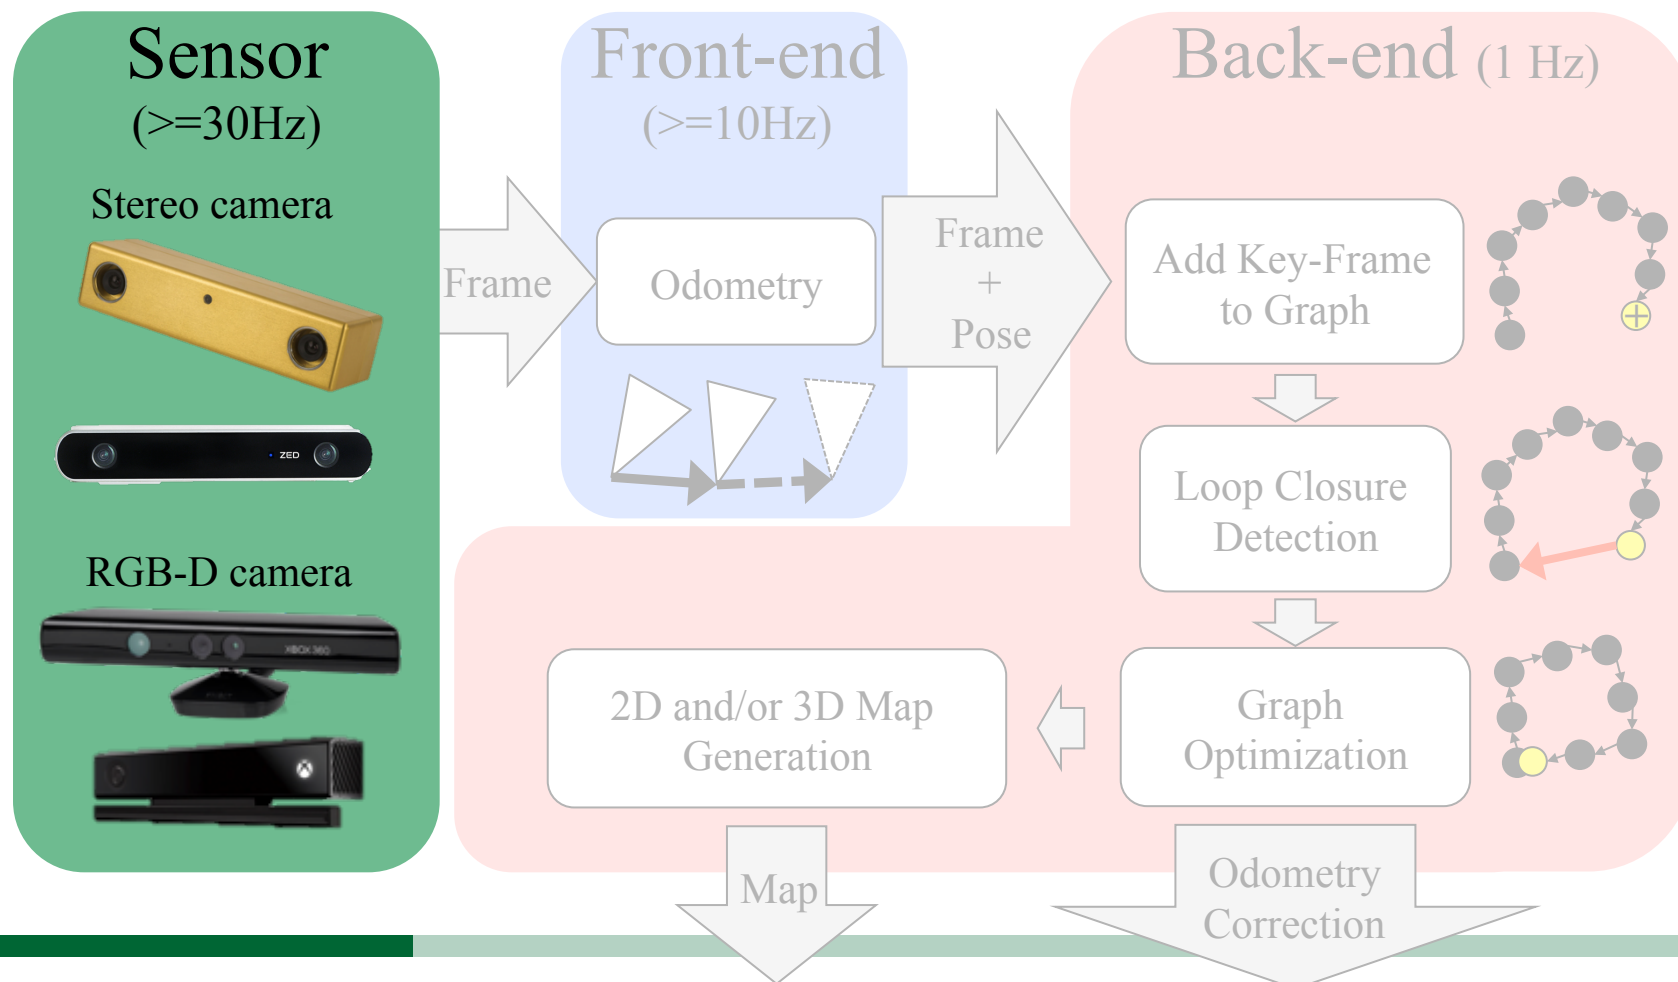 Sensor
(>=30Hz)
Stereo camera
ZED
RGB-D camera
XBOX 360
Frame
Front-end
(>=10Hz)
Odometry
Frame
+
Pose
Back-end (1 Hz)
Add Key-Frame
to Graph
Loop Closure
Detection
Graph
Optimization
2D and/or 3D Map
Generation
Map
Odometry
Correction